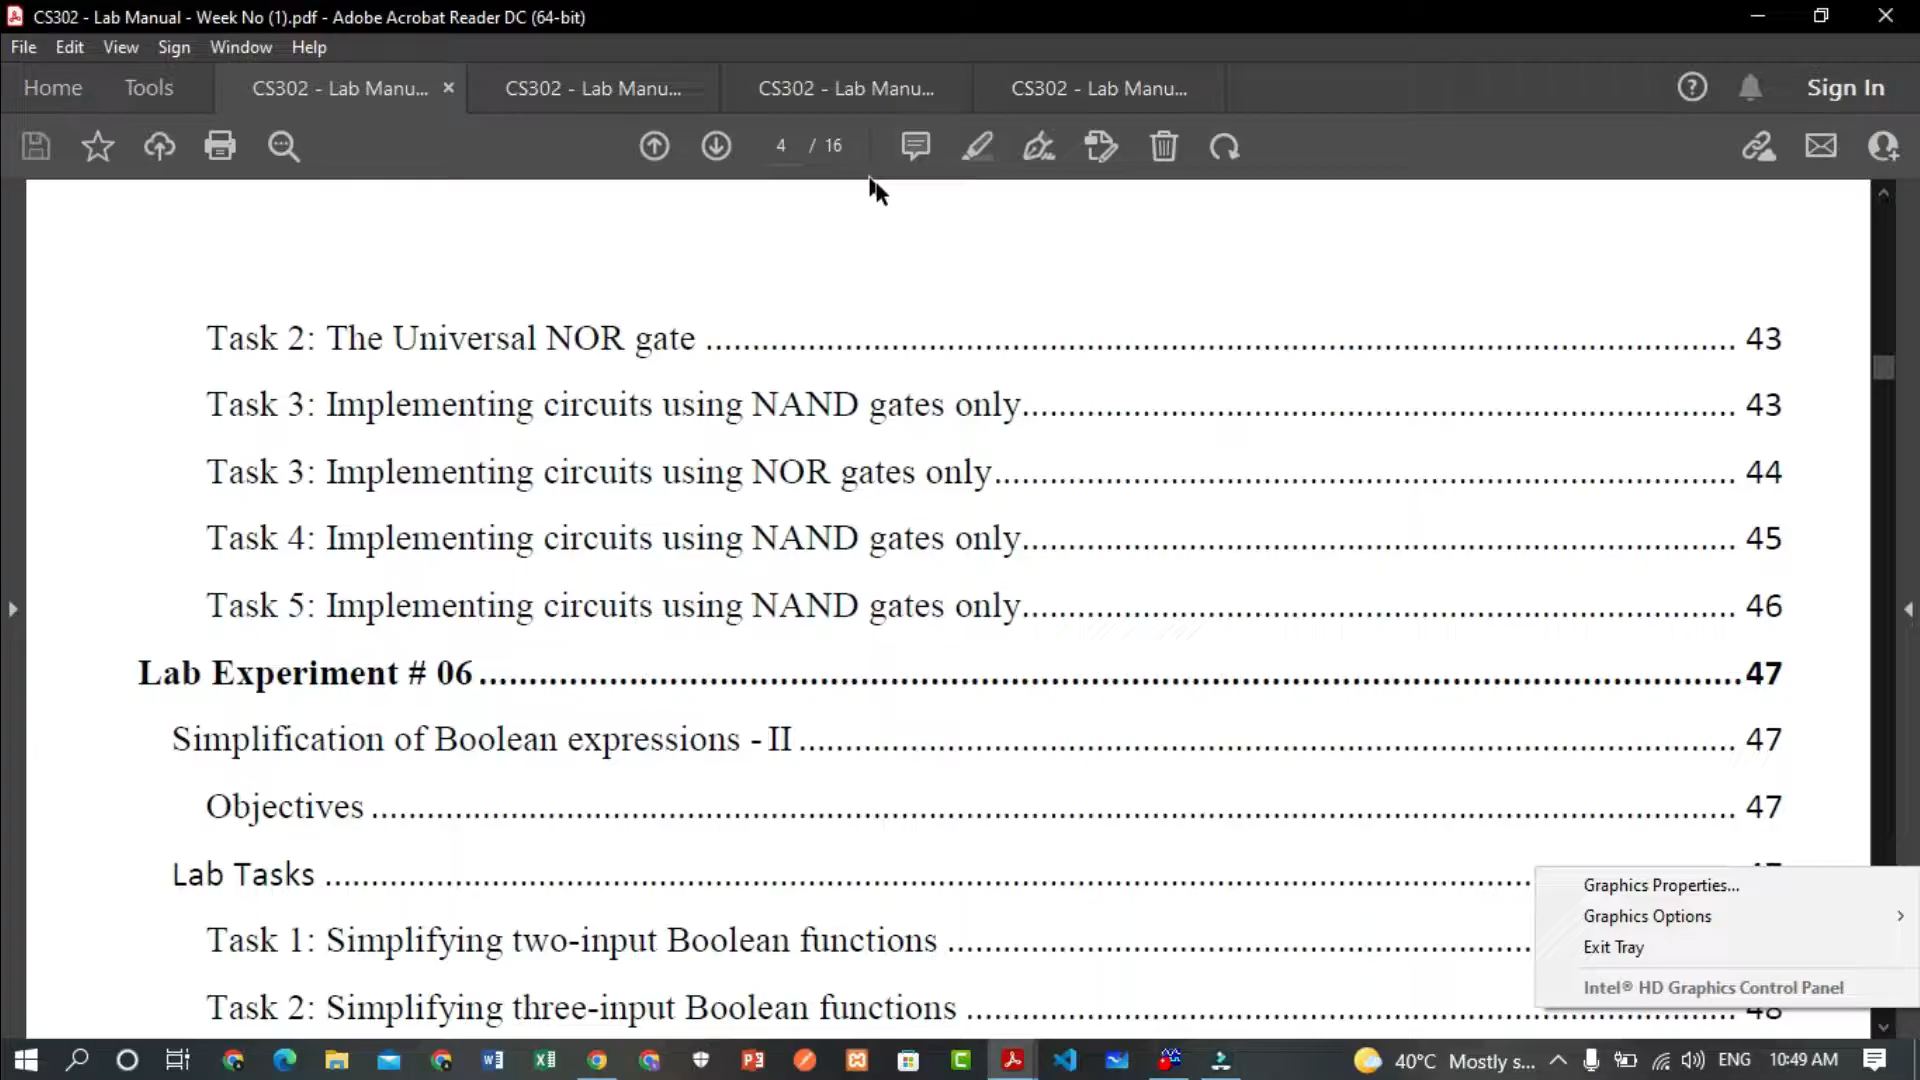 CS302 - Lab Manual - Week No (1).pdf - Adobe Acrobat Reader DC (64-bit)
File Edit View Sign Window Help
Home Tools CS302 - Lab Manu... × CS302 - Lab Manu... CS302 - Lab Manu... CS302 - Lab Manu... Sign In
4 / 16
Task 2: The Universal NOR gate ........ 43
Task 3: Implementing circuits using NAND gates only........ 43
Task 3: Implementing circuits using NOR gates only........ 44
Task 4: Implementing circuits using NAND gates only........ 45
Task 5: Implementing circuits using NAND gates only........ 46
Lab Experiment # 06........47
Simplification of Boolean expressions - II ........ 47
Objectives ........ 47
Lab Tasks ........
Task 1: Simplifying two-input Boolean functions ........
Task 2: Simplifying three-input Boolean functions ........ 48
Graphics Properties...
Graphics Options
Exit Tray
Intel® HD Graphics Control Panel
40°C Mostly s... ENG 10:49 AM